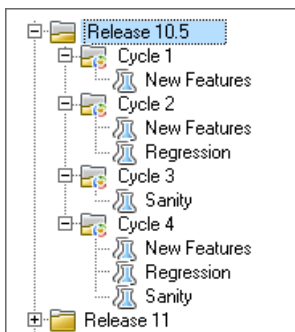 Release 10.5
Cycle 1
New Features
Cycle 2
New Features
Regression
Cycle 3
Sanity
Cycle 4
New Features
Regression
Sanity
Release 11